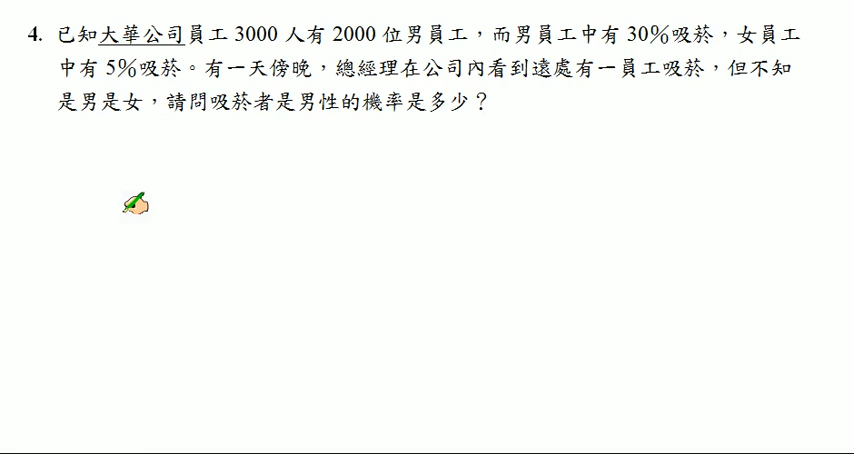 4. 已知大華公司員工 3000 人有 2000 位男員工，而男員工中有 30％吸菸，女員工
中有 5％吸菸。有一天傍晚，總經理在公司內看到遠處有一員工吸菸，但不知
是男是女，請問吸菸者是男性的機率是多少？